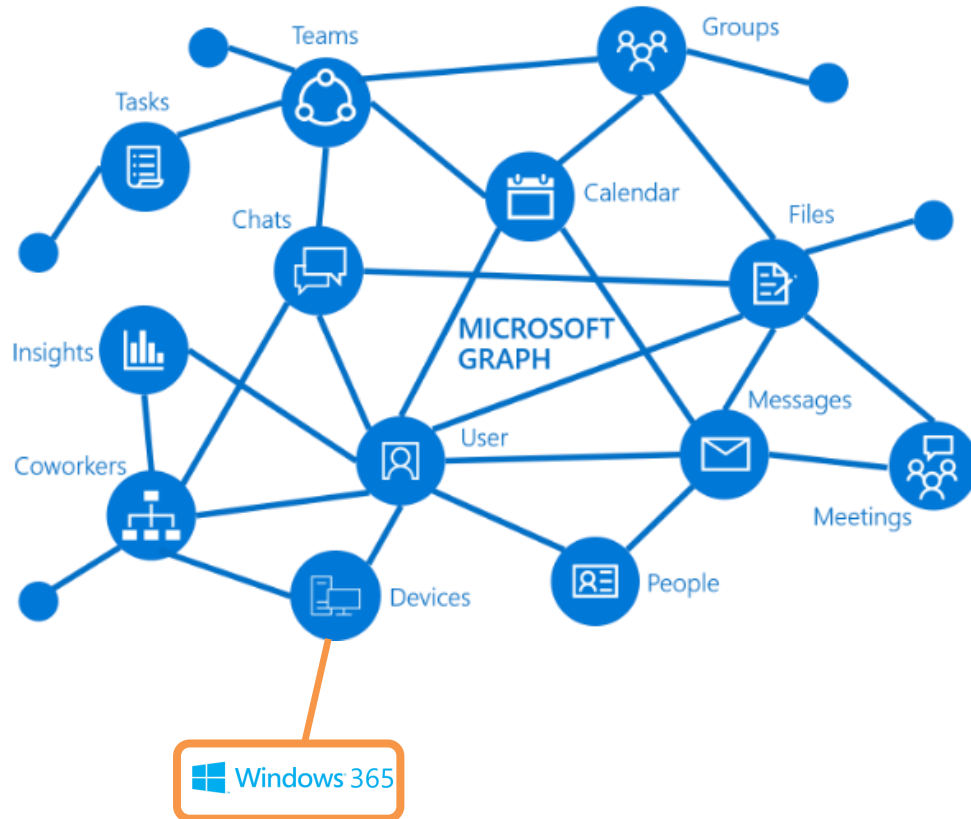 Teams
Groups
Tasks
Calendar
Chats
Files
MICROSOFT
GRAPH
Insights
Messages
User
Coworkers
Meetings
Devices
People
Windows 365